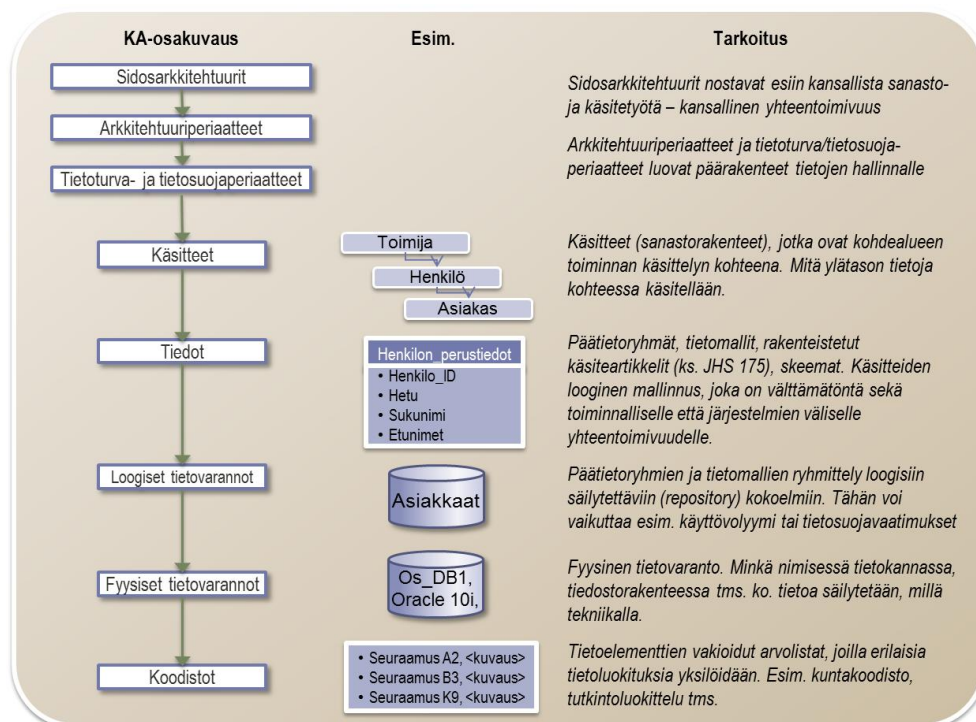 KA-osakuvaus
Esim.
Tarkoitus
Sidosarkkitehtuurit
Sidosarkkitehtuurit nostavat esiin kansallista sanasto-
ja käsitetyötä – kansallinen yhteentoimivuus
Arkkitehtuuriperiaatteet
Arkkitehtuuriperiaatteet ja tietoturva/tietosuoja-
periaatteet luovat päärakenteet tietojen hallinnalle
Tietoturva- ja tietosuojaperiaatteet
Käsitteet
Toimija
Henkilö
Asiakas
Käsitteet (sanastorakenteet), jotka ovat kohdealueen
toiminnan käsittelyn kohteena. Mitä ylätason tietoja
kohteessa käsitellään.
Tiedot
Henkilon_perustiedot
• Henkilo_ID
• Hetu
• Sukunimi
• Etunimet
Päätietoryhmät, tietomallit, rakenteistetut
käsiteartikkelit (ks. JHS 175), skeemat. Käsitteiden
looginen mallinnus, joka on välttämätöntä sekä
toiminnalliselle että järjestelmien väliselle
yhteentoimivuudelle.
Loogiset tietovarannot
Asiakkaat
Päätietoryhmien ja tietomallien ryhmittely loogisiin
säilytettäviin (repository) kokoelmiin. Tähän voi
vaikuttaa esim. käyttövolyymi tai tietosuojavaatimukset
Fyysiset tietovarannot
Os_DB1,
Oracle 10i,
Fyysinen tietovaranto. Minkä nimisessä tietokannassa,
tiedostorakenteessa tms. ko. tietoa säilytetään, millä
tekniikalla.
Koodistot
• Seuraamus A2, <kuvaus>
• Seuraamus B3, <kuvaus>
• Seuraamus K9, <kuvaus>
Tietoelementtien vakioidut arvolistat, joilla erilaisia
tietoluokituksia yksilöidään. Esim. kuntakoodisto,
tutkintoluokittelu tms.